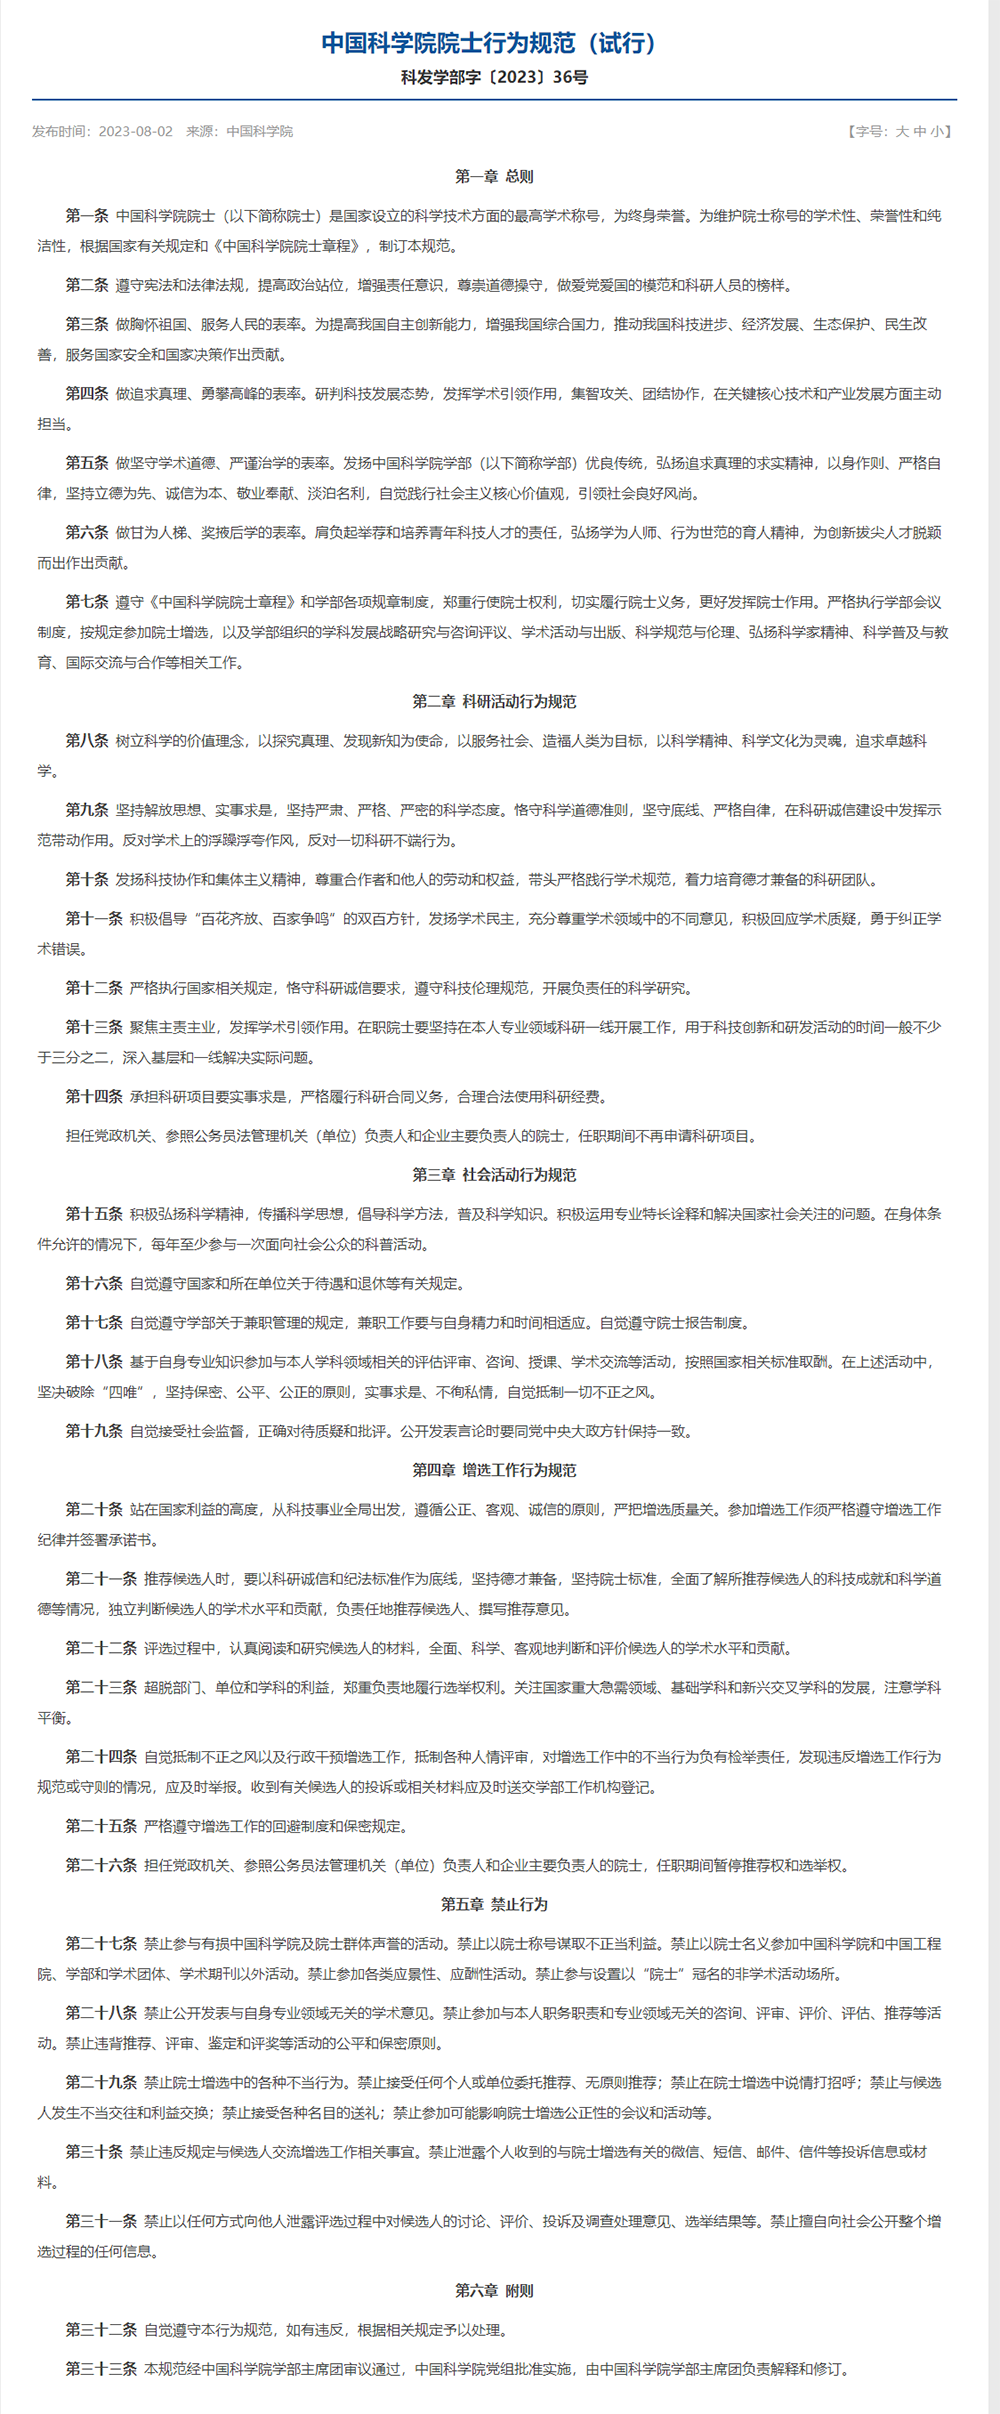 中国科学院院士行为规范（试行）
科发学部字〔2023〕36号
发布时间：2023-08-02 来源：中国科学院 【字号：大 中 小】
第一章 总则
第一条 中国科学院院士（以下简称院士）是国家设立的科学技术方面的最高学术称号，为终身荣誉。为维护院士称号的学术性、荣誉性和纯
洁性，根据国家有关规定和《中国科学院院士章程》，制订本规范。
第二条 遵守宪法和法律法规，提高政治站位，增强责任意识，尊崇道德操守，做爱党爱国的模范和科研人员的榜样。
第三条 做胸怀祖国、服务人民的表率。为提高我国自主创新能力，增强我国综合国力，推动我国科技进步、经济发展、生态保护、民生改
善，服务国家安全和国家决策作出贡献。
第四条 做追求真理、勇攀高峰的表率。研判科技发展态势，发挥学术引领作用，集智攻关、团结协作，在关键核心技术和产业发展方面主动
担当。
第五条 做坚守学术道德、严谨治学的表率。发扬中国科学院学部（以下简称学部）优良传统，弘扬追求真理的求实精神，以身作则、严格自
律，坚持立德为先、诚信为本、敬业奉献、淡泊名利，自觉践行社会主义核心价值观，引领社会良好风尚。
第六条 做甘为人梯、奖掖后学的表率。肩负起举荐和培养青年科技人才的责任，弘扬学为人师、行为世范的育人精神，为创新拔尖人才脱颖
而出作出贡献。
第七条 遵守《中国科学院院士章程》和学部各项规章制度，郑重行使院士权利，切实履行院士义务，更好发挥院士作用。严格执行学部会议
制度，按规定参加院士增选，以及学部组织的学科发展战略研究与咨询评议、学术活动与出版、科学规范与伦理、弘扬科学家精神、科学普及与教
育、国际交流与合作等相关工作。
第二章 科研活动行为规范
第八条 树立科学的价值理念，以探究真理、发现新知为使命，以服务社会、造福人类为目标，以科学精神、科学文化为灵魂，追求卓越科
学。
第九条 坚持解放思想、实事求是，坚持严肃、严格、严密的科学态度。恪守科学道德准则，坚守底线、严格自律，在科研诚信建设中发挥示
范带动作用。反对学术上的浮躁浮夸作风，反对一切科研不端行为。
第十条 发扬科技协作和集体主义精神，尊重合作者和他人的劳动和权益，带头严格践行学术规范，着力培育德才兼备的科研团队。
第十一条 积极倡导“百花齐放、百家争鸣”的双百方针，发扬学术民主，充分尊重学术领域中的不同意见，积极回应学术质疑，勇于纠正学
术错误。
第十二条 严格执行国家相关规定，恪守科研诚信要求，遵守科技伦理规范，开展负责任的科学研究。
第十三条 聚焦主责主业，发挥学术引领作用。在职院士要坚持在本人专业领域科研一线开展工作，用于科技创新和研发活动的时间一般不少
于三分之二，深入基层和一线解决实际问题。
第十四条 承担科研项目要实事求是，严格履行科研合同义务，合理合法使用科研经费。
担任党政机关、参照公务员法管理机关（单位）负责人和企业主要负责人的院士，任职期间不再申请科研项目。
第三章 社会活动行为规范
第十五条 积极弘扬科学精神，传播科学思想，倡导科学方法，普及科学知识。积极运用专业特长诠释和解决国家社会关注的问题。在身体条
件允许的情况下，每年至少参与一次面向社会公众的科普活动。
第十六条 自觉遵守国家和所在单位关于待遇和退休等有关规定。
第十七条 自觉遵守学部关于兼职管理的规定，兼职工作要与自身精力和时间相适应。自觉遵守院士报告制度。
第十八条 基于自身专业知识参加与本人学科领域相关的评估评审、咨询、授课、学术交流等活动，按照国家相关标准取酬。在上述活动中，
坚决破除“四唯”，坚持保密、公平、公正的原则，实事求是、不徇私情，自觉抵制一切不正之风。
第十九条 自觉接受社会监督，正确对待质疑和批评。公开发表言论时要同党中央大政方针保持一致。
第四章 增选工作行为规范
第二十条 站在国家利益的高度，从科技事业全局出发，遵循公正、客观、诚信的原则，严把增选质量关。参加增选工作须严格遵守增选工作
纪律并签署承诺书。
第二十一条 推荐候选人时，要以科研诚信和纪法标准作为底线，坚持德才兼备，坚持院士标准，全面了解所推荐候选人的科技成就和科学道
德等情况，独立判断候选人的学术水平和贡献，负责任地推荐候选人、撰写推荐意见。
第二十二条 评选过程中，认真阅读和研究候选人的材料，全面、科学、客观地判断和评价候选人的学术水平和贡献。
第二十三条 超脱部门、单位和学科的利益，郑重负责地履行选举权利。关注国家重大急需领域、基础学科和新兴交叉学科的发展，注意学科
平衡。
第二十四条 自觉抵制不正之风以及行政干预增选工作，抵制各种人情评审，对增选工作中的不当行为负有检举责任，发现违反增选工作行为
规范或守则的情况，应及时举报。收到有关候选人的投诉或相关材料应及时送交学部工作机构登记。
第二十五条 严格遵守增选工作的回避制度和保密规定。
第二十六条 担任党政机关、参照公务员法管理机关（单位）负责人和企业主要负责人的院士，任职期间暂停推荐权和选举权。
第五章 禁止行为
第二十七条 禁止参与有损中国科学院及院士群体声誉的活动。禁止以院士称号谋取不正当利益。禁止以院士名义参加中国科学院和中国工程
院、学部和学术团体、学术期刊以外活动。禁止参加各类应景性、应酬性活动。禁止参与设置以“院士”冠名的非学术活动场所。
第二十八条 禁止公开发表与自身专业领域无关的学术意见。禁止参加与本人职务职责和专业领域无关的咨询、评审、评价、评估、推荐等活
动。禁止违背推荐、评审、鉴定和评奖等活动的公平和保密原则。
第二十九条 禁止院士增选中的各种不当行为。禁止接受任何个人或单位委托推荐、无原则推荐；禁止在院士增选中说情打招呼；禁止与候选
人发生不当交往和利益交换；禁止接受各种名目的送礼；禁止参加可能影响院士增选公正性的会议和活动等。
第三十条 禁止违反规定与候选人交流增选工作相关事宜。禁止泄露个人收到的与院士增选有关的微信、短信、邮件、信件等投诉信息或材
料。
第三十一条 禁止以任何方式向他人泄露评选过程中对候选人的讨论、评价、投诉及调查处理意见、选举结果等。禁止擅自向社会公开整个增
选过程的任何信息。
第六章 附则
第三十二条 自觉遵守本行为规范，如有违反，根据相关规定予以处理。
第三十三条 本规范经中国科学院学部主席团审议通过，中国科学院党组批准实施，由中国科学院学部主席团负责解释和修订。